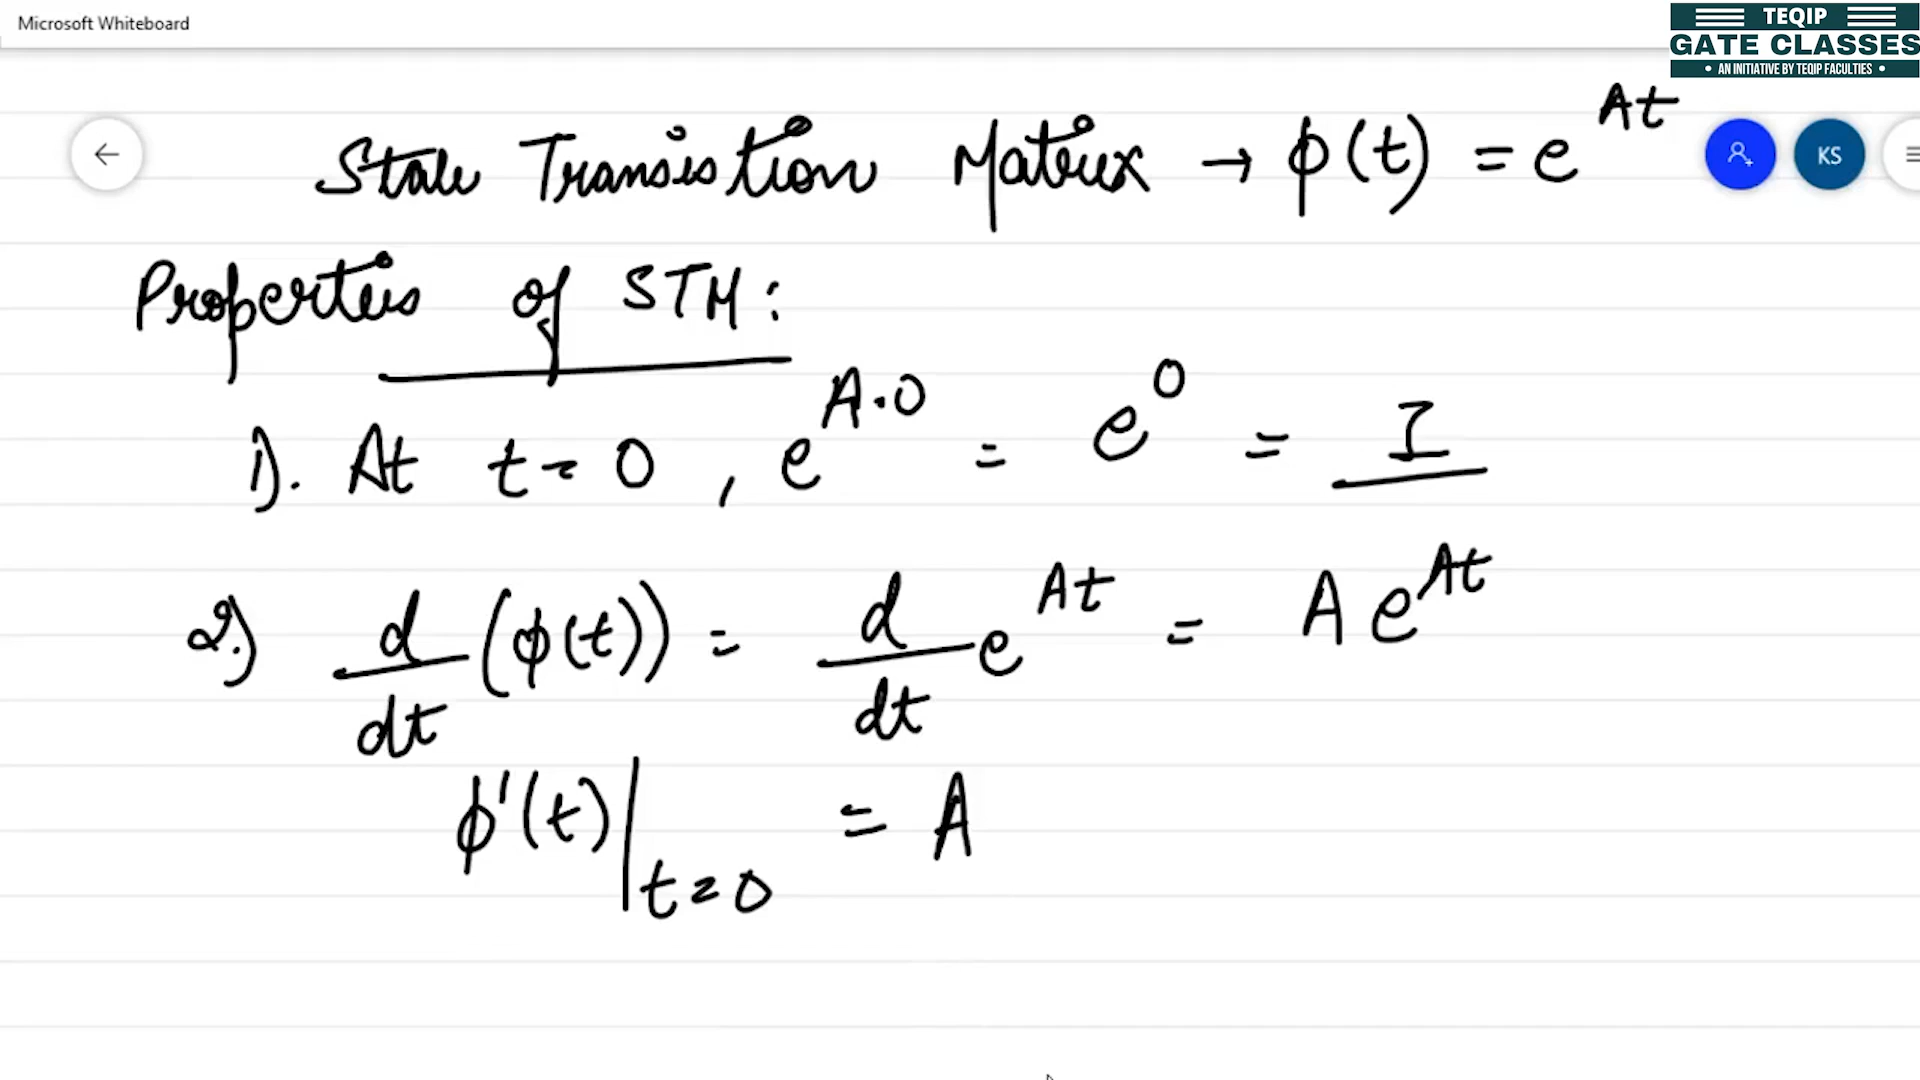 Microsoft Whiteboard
TEQIP
GATE CLASSES
• AN INITIATIVE BY TEQIP FACULTIES •
State Transistion Matrix → ϕ(t) = e^{At}
KS
Properties of STM:
1). At t = 0, e^{A·0} = e^0 = I
2.) d/dt (ϕ(t)) = d/dt e^{At} = A e^{At}
ϕ'(t)|_{t=0} = A